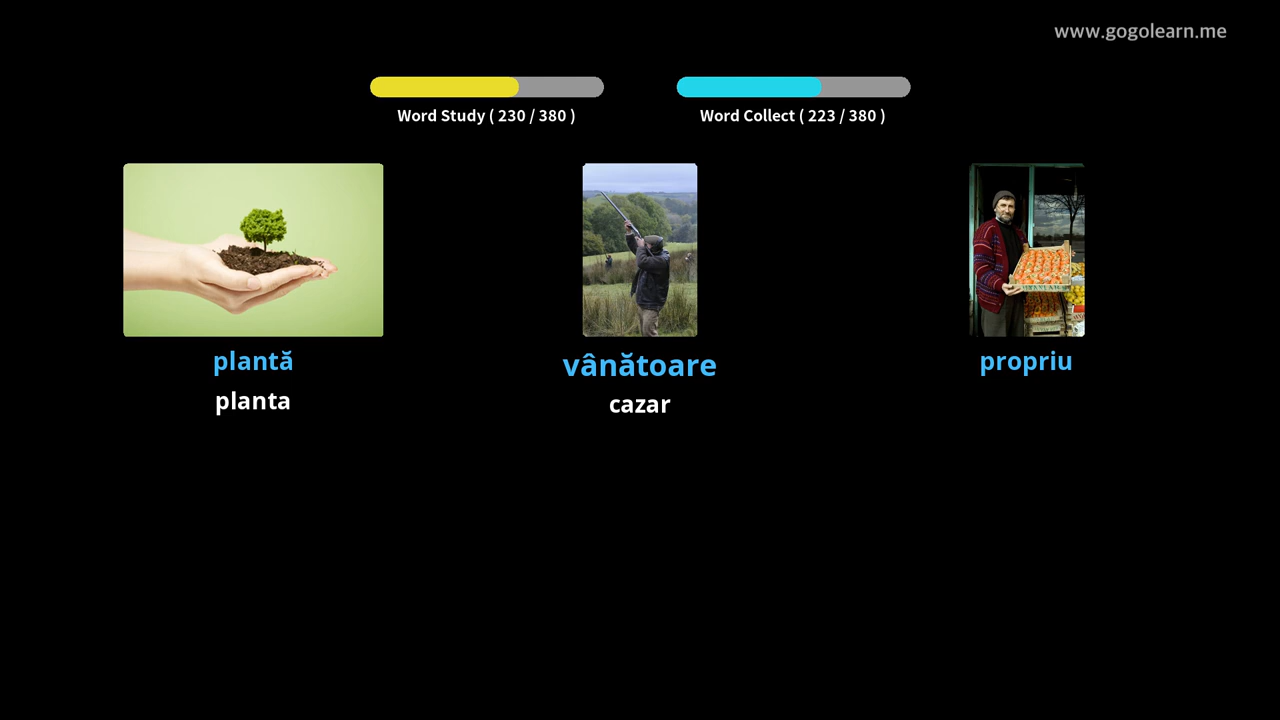 www.gogolearn.me
Word Study ( 230 / 380 )
Word Collect ( 223 / 380 )
plantă
vânătoare
propriu
planta
cazar